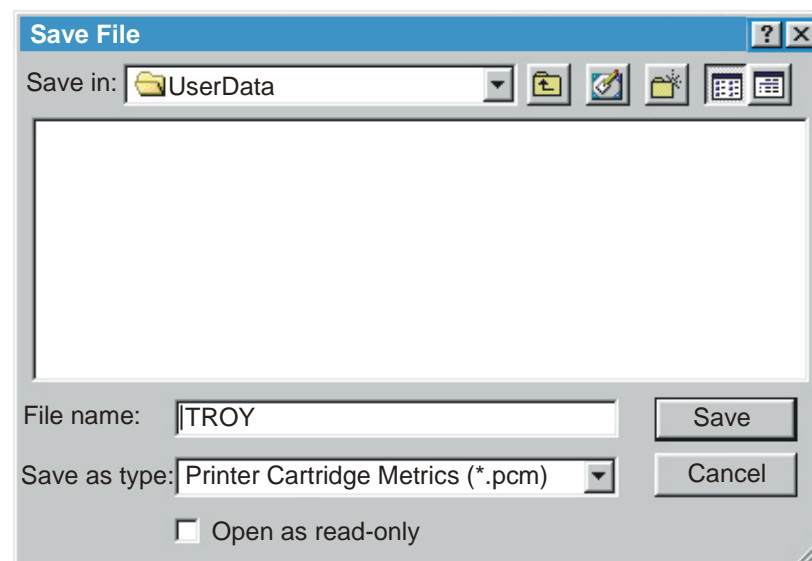 Save File
Save in: UserData
File name: TROY Save
Save as type: Printer Cartridge Metrics (*.pcm) Cancel
Open as read-only